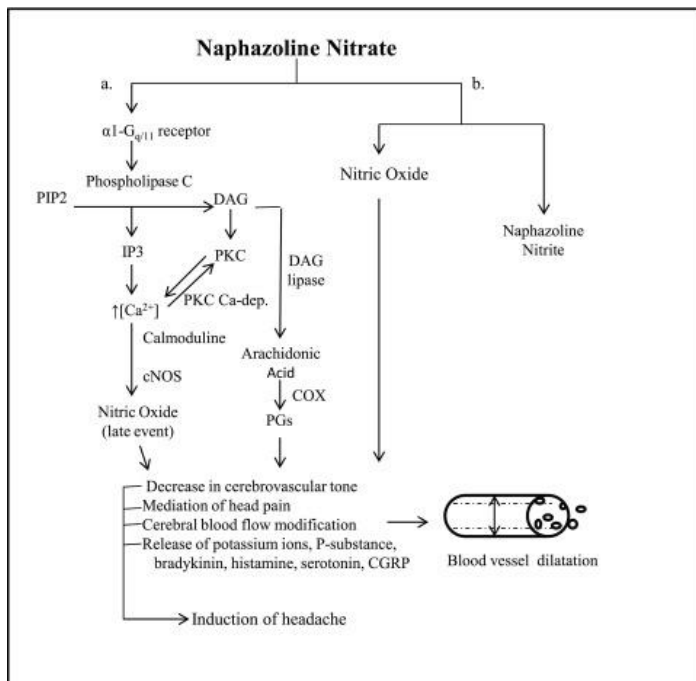 Naphazoline Nitrate
a.
b.
α1-Gq/11 receptor
Phospholipase C
PIP2
DAG
Nitric Oxide
Naphazoline
Nitrite
IP3
PKC
DAG
lipase
↑[Ca²⁺]
PKC Ca-dep.
Calmoduline
cNOS
Arachidonic
Acid
COX
Nitric Oxide
(late event)
PGs
Decrease in cerebrovascular tone
Mediation of head pain
Cerebral blood flow modification
Release of potassium ions, P-substance,
bradykinin, histamine, serotonin, CGRP
Blood vessel dilatation
Induction of headache